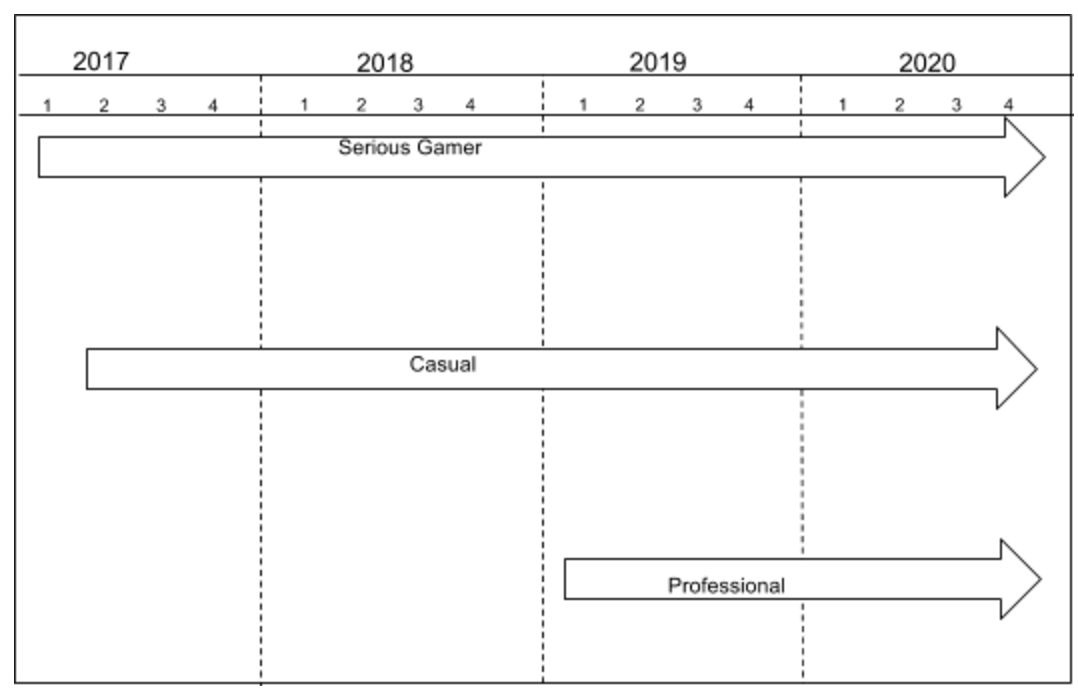 2017 2018 2019 2020
1 2 3 4 1 2 3 4 1 2 3 4 1 2 3 4
Serious Gamer
Casual
Professional